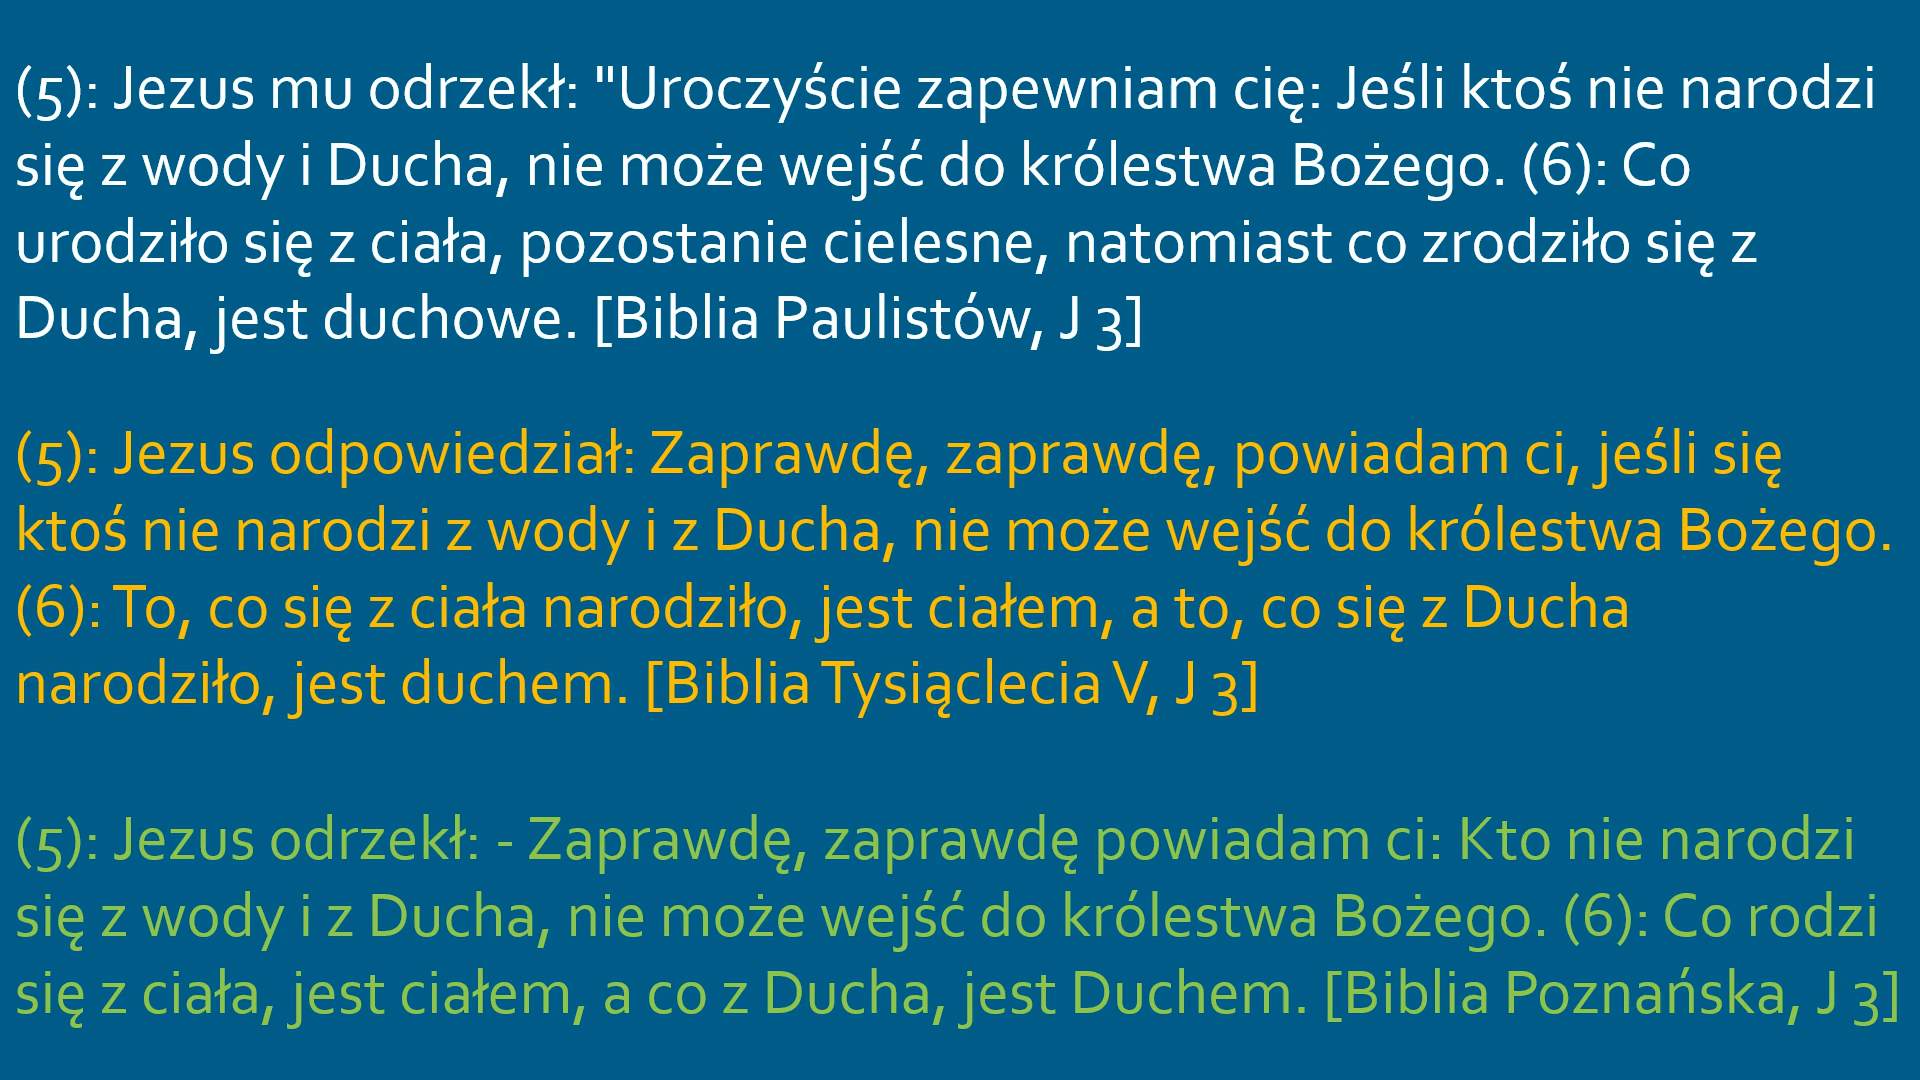 (5): Jezus mu odrzekł: "Uroczyście zapewniam cię: Jeśli ktoś nie narodzi
się z wody i Ducha, nie może wejść do królestwa Bożego. (6): Co
urodziło się z ciała, pozostanie cielesne, natomiast co zrodziło się z
Ducha, jest duchowe. [Biblia Paulistów, J 3]
(5): Jezus odpowiedział: Zaprawdę, zaprawdę, powiadam ci, jeśli się
ktoś nie narodzi z wody i z Ducha, nie może wejść do królestwa Bożego.
(6): To, co się z ciała narodziło, jest ciałem, a to, co się z Ducha
narodziło, jest duchem. [Biblia Tysiąclecia V, J 3]
(5): Jezus odrzekł: - Zaprawdę, zaprawdę powiadam ci: Kto nie narodzi
się z wody i z Ducha, nie może wejść do królestwa Bożego. (6): Co rodzi
się z ciała, jest ciałem, a co z Ducha, jest Duchem. [Biblia Poznańska, J 3]